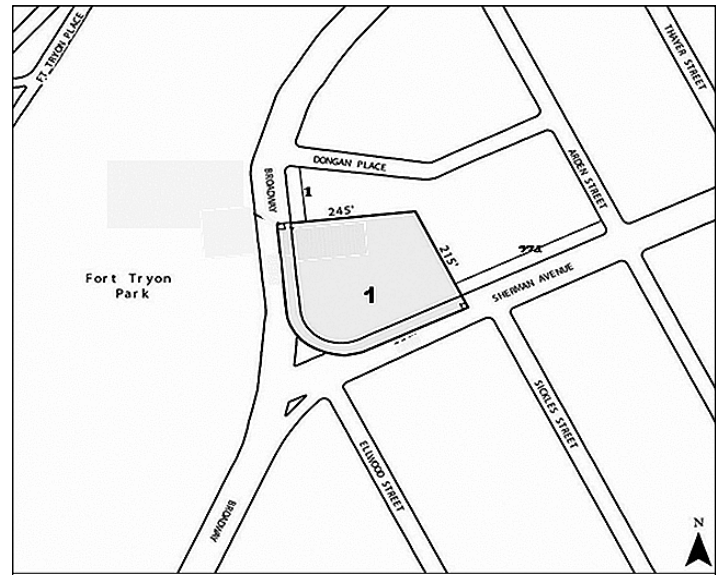 FT TRYON PLACE
THAYER STREET
DONGAN PLACE
BROADWAY
ARDEN STREET
1
245'
215'
Fort Tryon
Park
1
SHERMAN AVENUE
SICKLES STREET
ELLWOOD STREET
BROADWAY
N